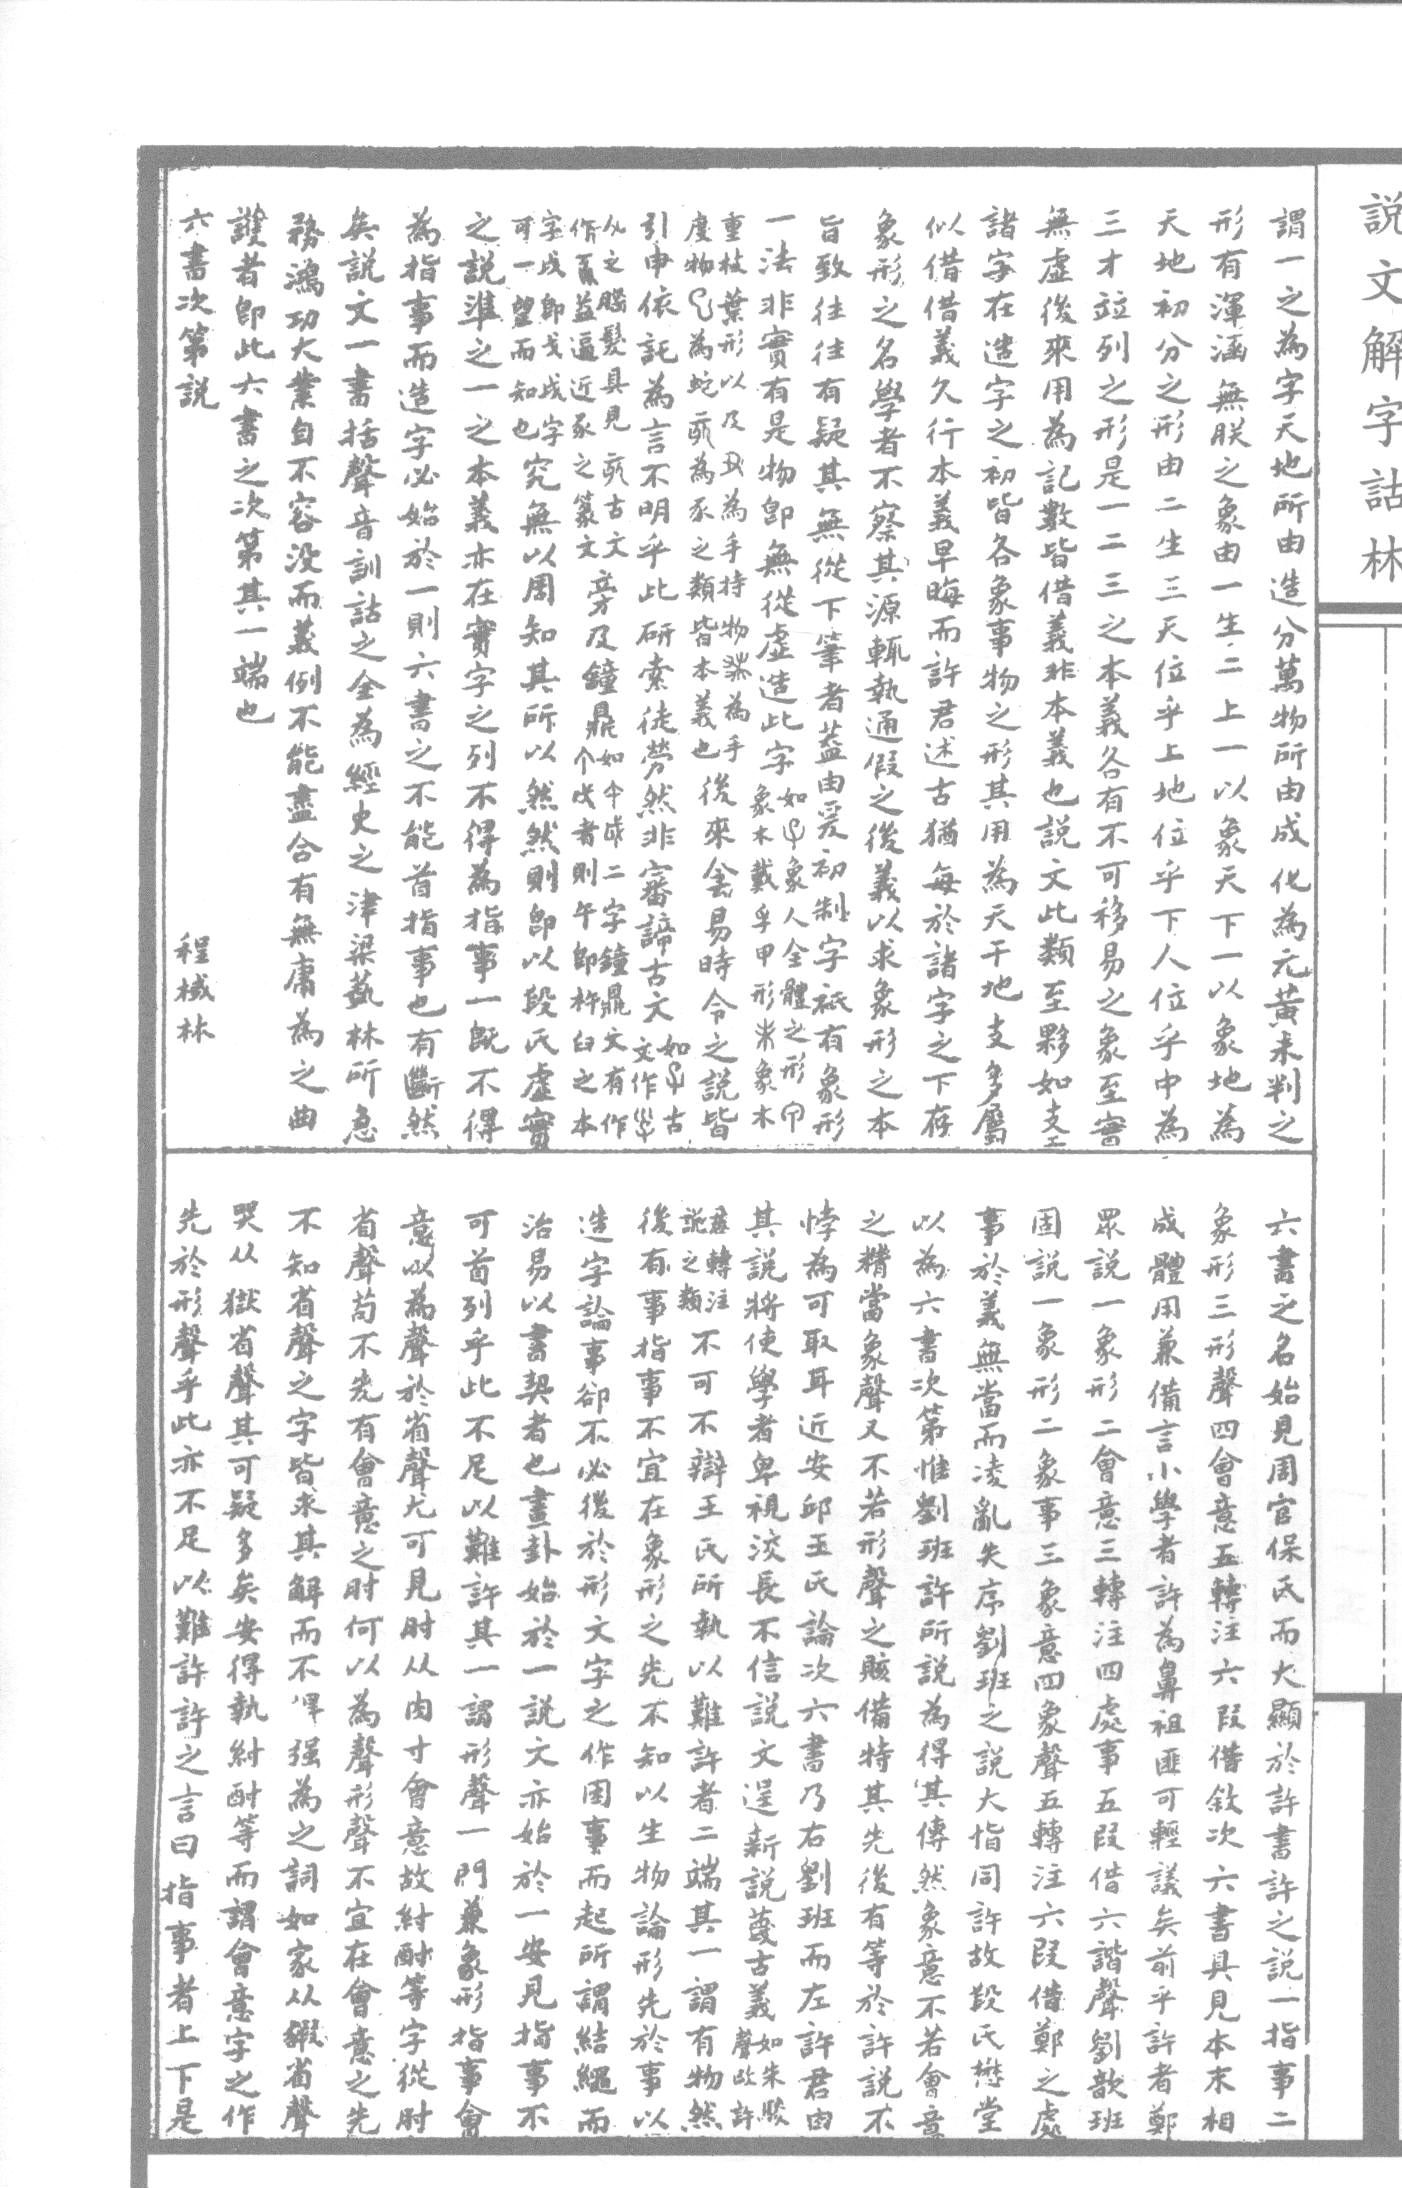 說文解字詁林
謂一之為字天地所由造分萬物所由成化為元黃未判之
形有渾涵無朕之象由一生二上一以象天下一以象地為
天地初分之形由二生三天位乎上地位乎下人位乎中為
三才竝列之形是一二三之本義各有不可移易之象至實
無虛後來用為記數皆借義非本義也說文此類至夥如支干
諸字在造字之初皆各象事物之形其用為天干地支多屬
似借借義久行本義早晦而許君述古猶每於諸字之下存
象形之名學者不察其源輒執通假之後義以求象形之本
旨致往往有疑其無從下筆者蓋由爰初制字祇有象形
一法非實有是物卽無從虛造此字
象人全體之形
象木戴孚甲形
象木
重枝葉形以及
為手持物
為手
度物
為蛇
為豕之類皆本義也
後來金易時令之說皆
引申依託為言不明乎此研索徒勞然非審諦古文
从之腦髮具見
古文
作
益逼近豕之篆文
旁及鐘鼎
二字鐘鼎文有作
者則午卽杵臼之本
字戊卽戈戊字
可一望而知也
究無以周知其所以然然則卽以段氏虛實
之說準之一之本義亦在實字之列不得為指事一旣不得
為指事而造字必始於一則六書之不能首指事也有斷然
矣說文一書括聲音訓詁之全為經史之津梁藝林所急
務鴻功大業自不容没而義例不能盡合有無庸為之曲
護者卽此六書之次第其一端也
六書次第說
程棫林
六書之名始見周官保氏而大顯於許書許之說一指事二
象形三形聲四會意五轉注六叚借敘次六書具見本末相
成體用兼備言小學者許為鼻祖匪可輕議矣前乎許者鄭
眾說一象形二會意三轉注四處事五叚借六諧聲劉歆班
固說一象形二象事三象意四象聲五轉注六叚借鄭之處
事於義無當而凌亂失序劉班之說大恉同許故段氏懋堂
以為六書次第惟劉班許所說為得其傳然象意不若會意
之精當象聲又不若形聲之賅備特其先後有等於許說不
悖為可取耳近安邱王氏論次六書乃右劉班而左許君由
其說將使學者卑視洨長不信說文逞新說蔑古義
如朱駿
聲改許
君轉注
說之類
不可不辯王氏所執以難許者二端其一謂有物然
後有事指事不宜在象形之先不知以生物論形先於事以
造字論事卻不必後於形文字之作因事而起所謂結繩而
治易以書契者也畫卦始於一說文亦始於一安見指事不
可首列乎此不足以難許其一謂形聲一門兼象形指事會
意以為聲於省聲尤可見肘从肉寸會意故紂酎等字從肘
省聲苟不先有會意之肘何以為聲形聲不宜在會意之先
不知省聲之字皆求其解而不得强為之詞如家从豭省聲
哭从獄省聲其可疑多矣安得執紂酎等而謂會意字之作
先於形聲乎此亦不足以難許許之言曰指事者上下是